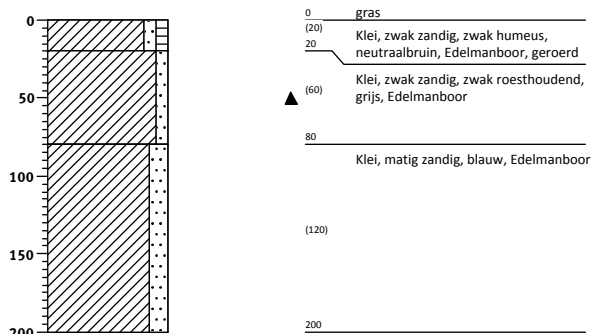 0
50
100
150
200
0 gras
(20)
Klei, zwak zandig, zwak humeus,
neutraalbruin, Edelmanboor, geroerd
20
Klei, zwak zandig, zwak roesthoudend,
grijs, Edelmanboor
(60)
80
Klei, matig zandig, blauw, Edelmanboor
(120)
200